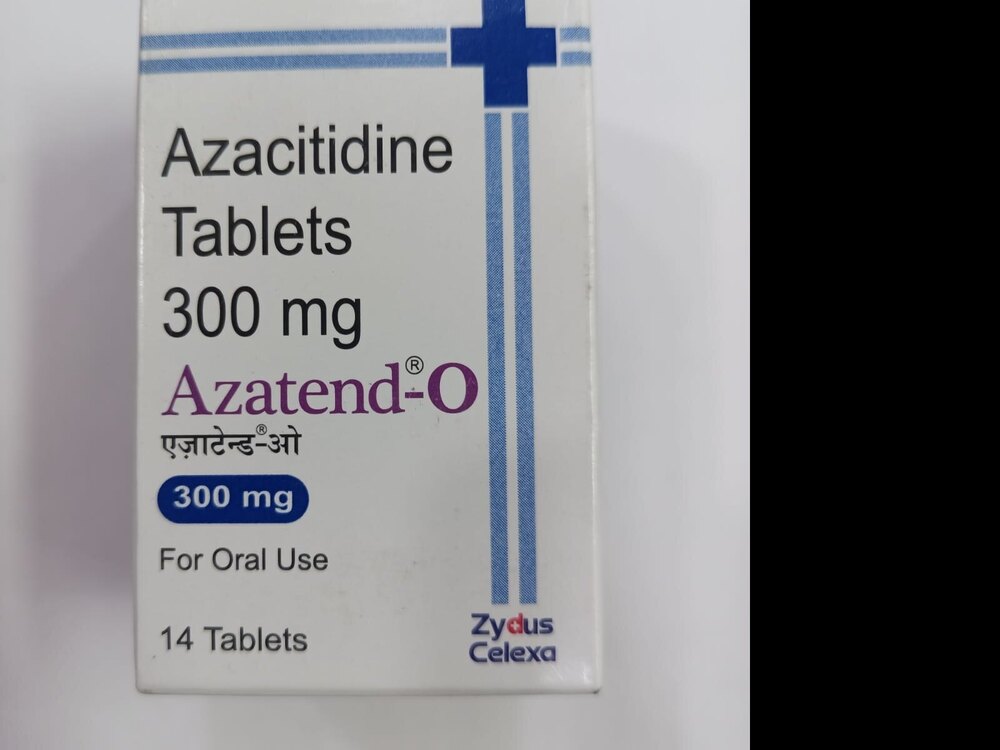 Azacitidine
Tablets
300 mg
Azatend®-O
एज़ाटेन्ड®-ओ
300 mg
For Oral Use
14 Tablets
Zydus
Celexa